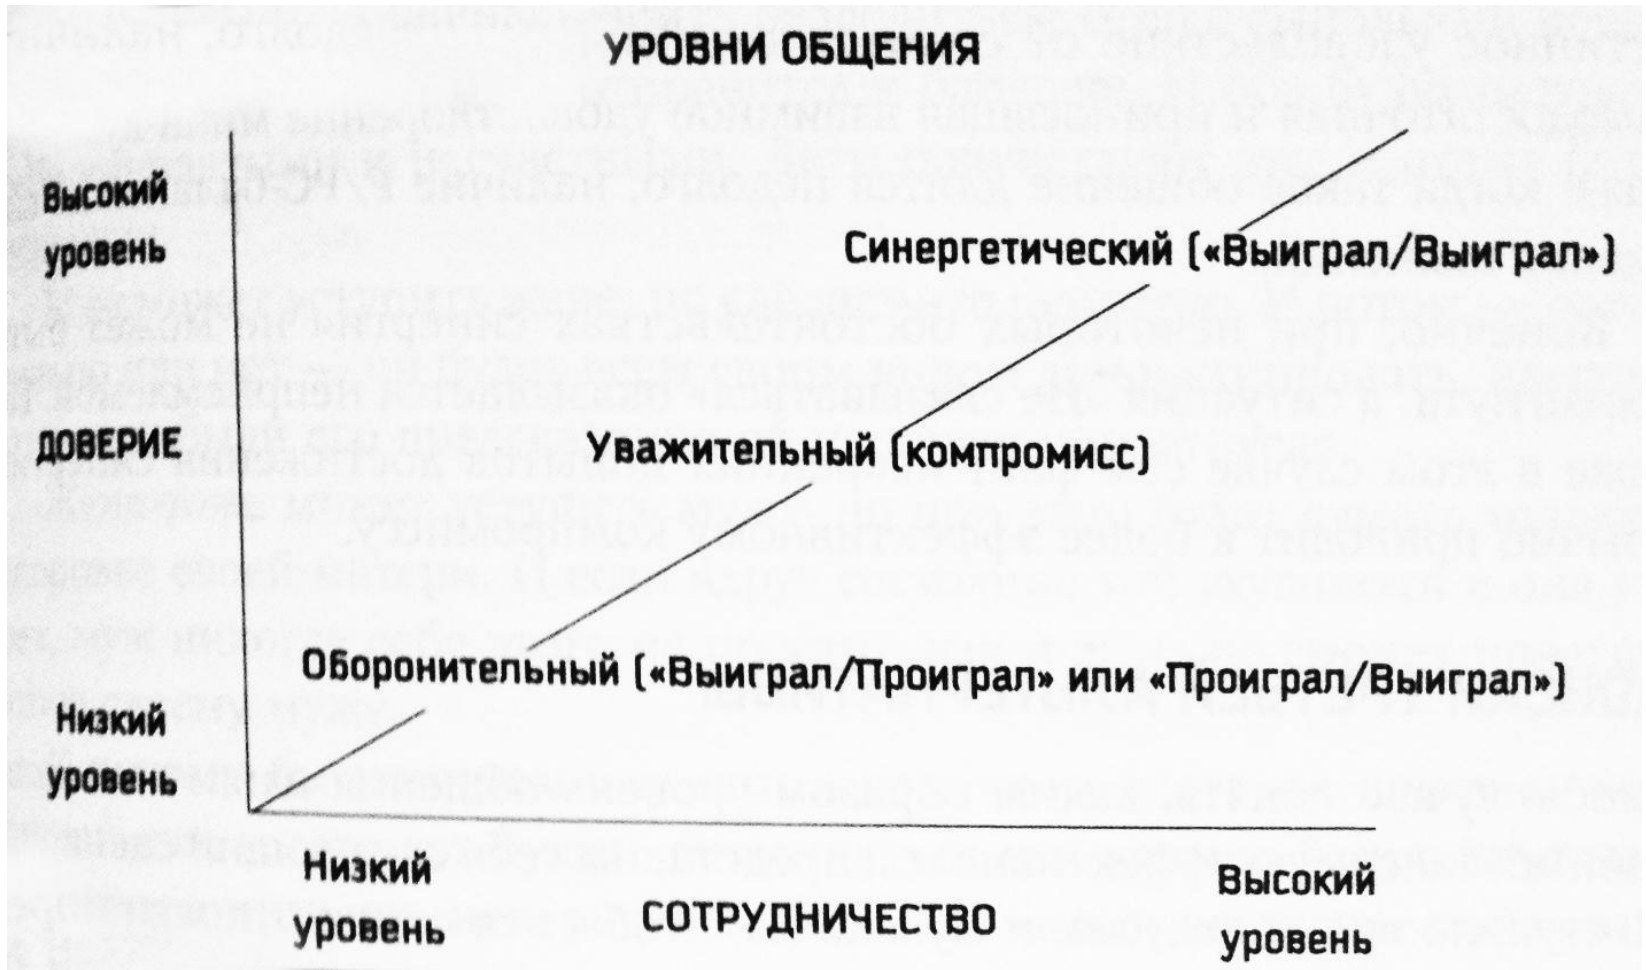 УРОВНИ ОБЩЕНИЯ
Высокий
уровень
Синергетический («Выиграл/Выиграл»)
ДОВЕРИЕ
Уважительный (компромисс)
Оборонительный («Выиграл/Проиграл» или «Проиграл/Выиграл»)
Низкий
уровень
Низкий
уровень
СОТРУДНИЧЕСТВО
Высокий
уровень